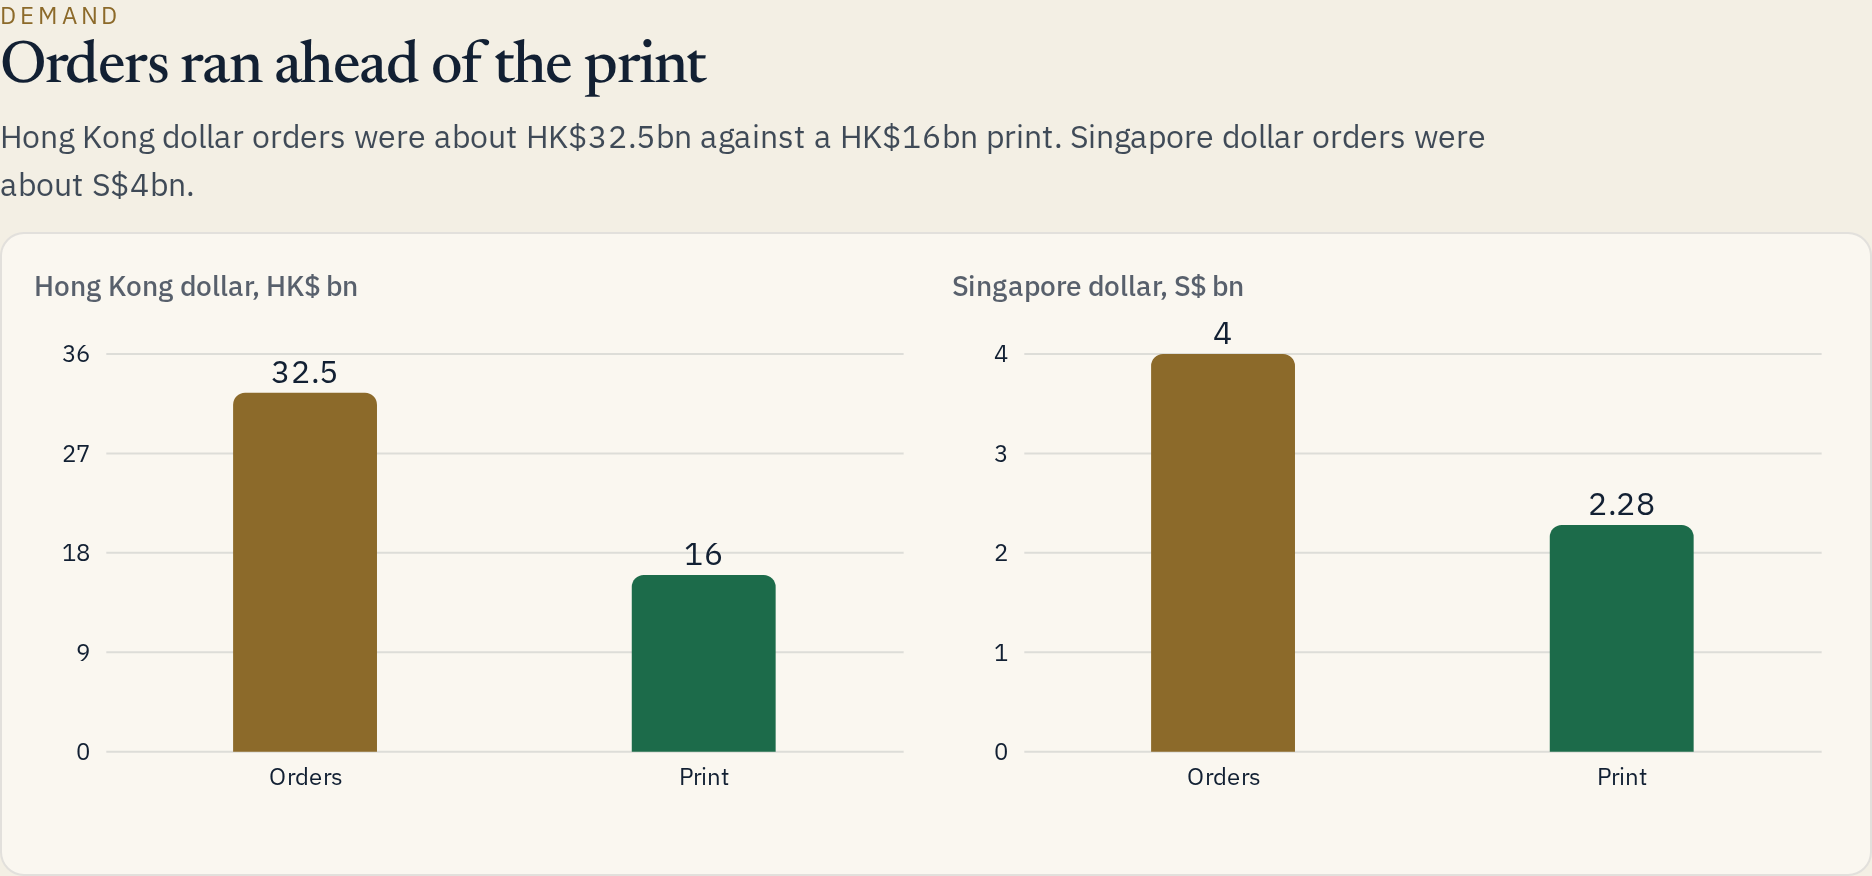 DEMAND
Orders ran ahead of the print
Hong Kong dollar orders were about HK$32.5bn against a HK$16bn print. Singapore dollar orders were
about S$4bn.
Hong Kong dollar, HK$ bn
36
27
18
9
0
32.5
16
Orders
Print
Singapore dollar, S$ bn
4
3
2
1
0
4
2.28
Orders
Print